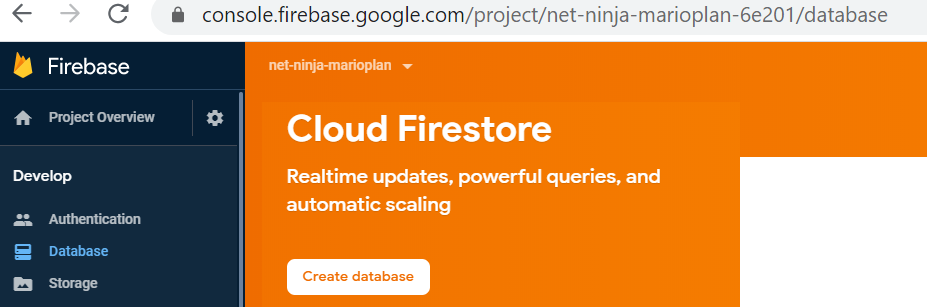 console.firebase.google.com/project/net-ninja-marioplan-6e201/database
Firebase
net-ninja-marioplan
Project Overview
Cloud Firestore
Realtime updates, powerful queries, and
automatic scaling
Create database
Develop
Authentication
Database
Storage